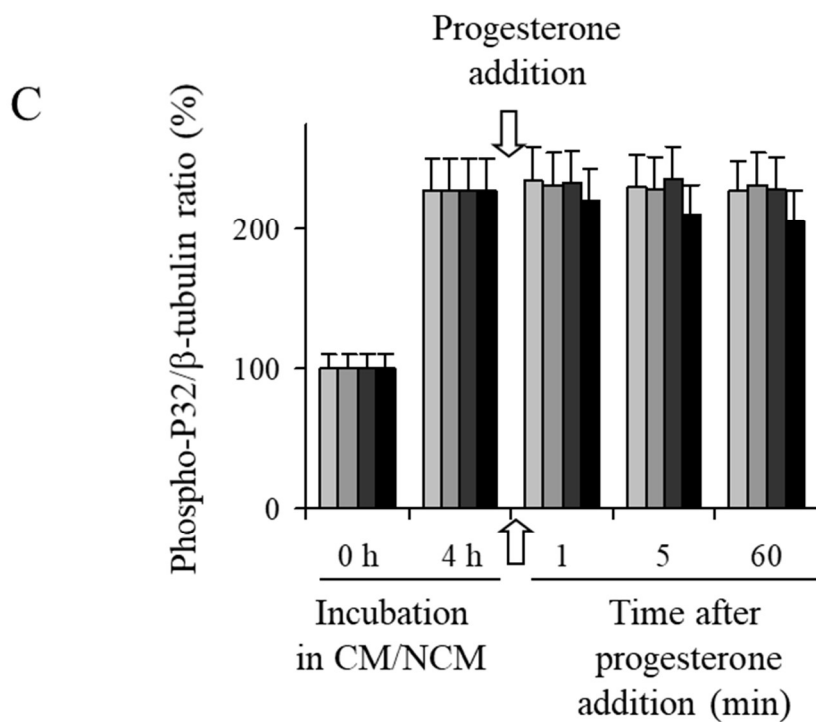 Progesterone
addition
C
Phospho-P32/β-tubulin ratio (%)
200
100
0
0 h 4 h 1 5 60
Incubation
in CM/NCM
Time after
progesterone
addition (min)